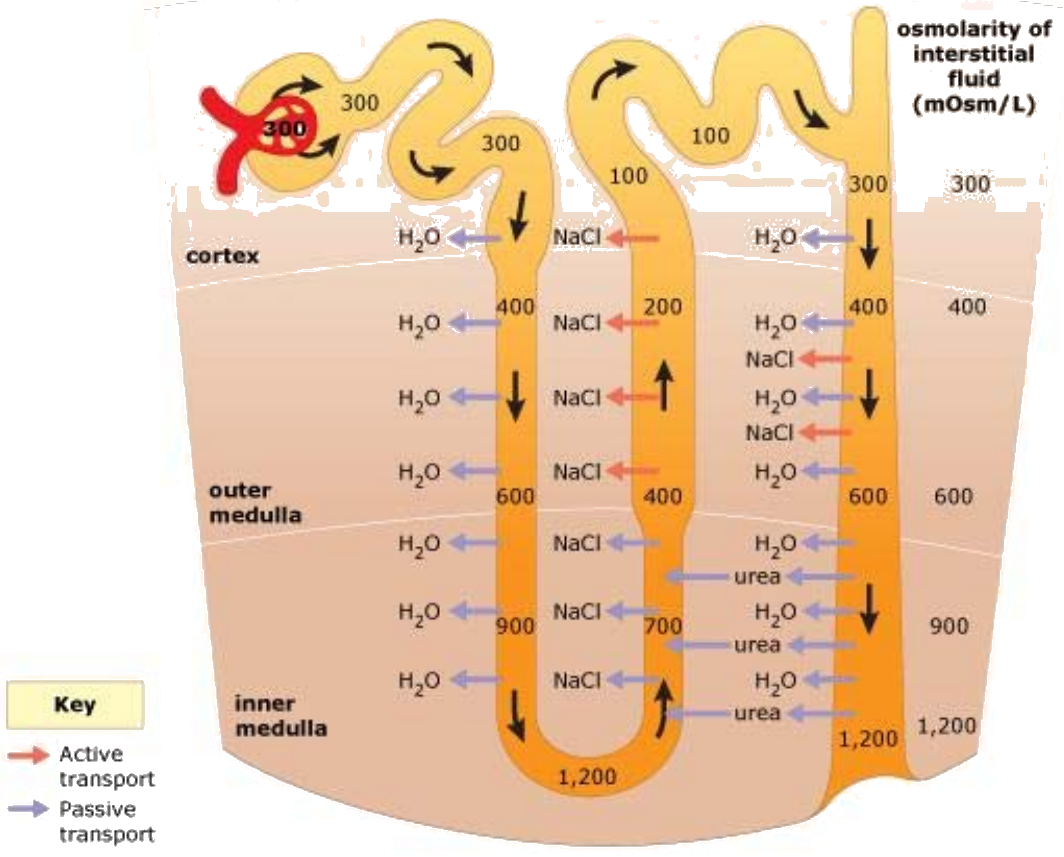 osmolarity of
interstitial
fluid
(mOsm/L)
300
300
300
100
100
300
300
H₂O
NaCl
H₂O
cortex
400
200
400
400
H₂O
NaCl
H₂O
NaCl
H₂O
NaCl
H₂O
NaCl
H₂O
NaCl
H₂O
outer
medulla
600
400
600
600
H₂O
NaCl
H₂O
urea
H₂O
NaCl
H₂O
900
700
900
urea
H₂O
NaCl
H₂O
inner
medulla
urea
1,200
1,200
1,200
Key
Active
transport
Passive
transport